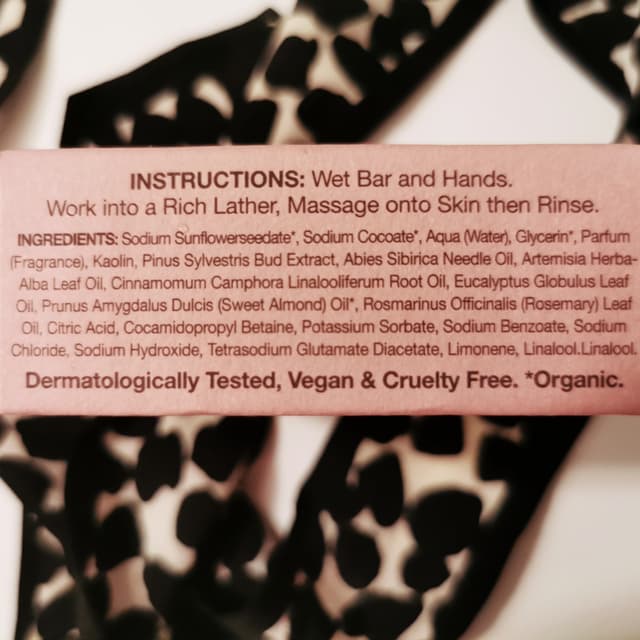 INSTRUCTIONS: Wet Bar and Hands.
Work into a Rich Lather, Massage onto Skin then Rinse.
INGREDIENTS: Sodium Sunflowerseedate*, Sodium Cocoate*, Aqua (Water), Glycerin*, Parfum
(Fragrance), Kaolin, Pinus Sylvestris Bud Extract, Abies Sibirica Needle Oil, Artemisia Herba-
Alba Leaf Oil, Cinnamomum Camphora Linalooliferum Root Oil, Eucalyptus Globulus Leaf
Oil, Prunus Amygdalus Dulcis (Sweet Almond) Oil*, Rosmarinus Officinalis (Rosemary) Leaf
Oil, Citric Acid, Cocamidopropyl Betaine, Potassium Sorbate, Sodium Benzoate, Sodium
Chloride, Sodium Hydroxide, Tetrasodium Glutamate Diacetate, Limonene, Linalool.Linalool.
Dermatologically Tested, Vegan & Cruelty Free. *Organic.